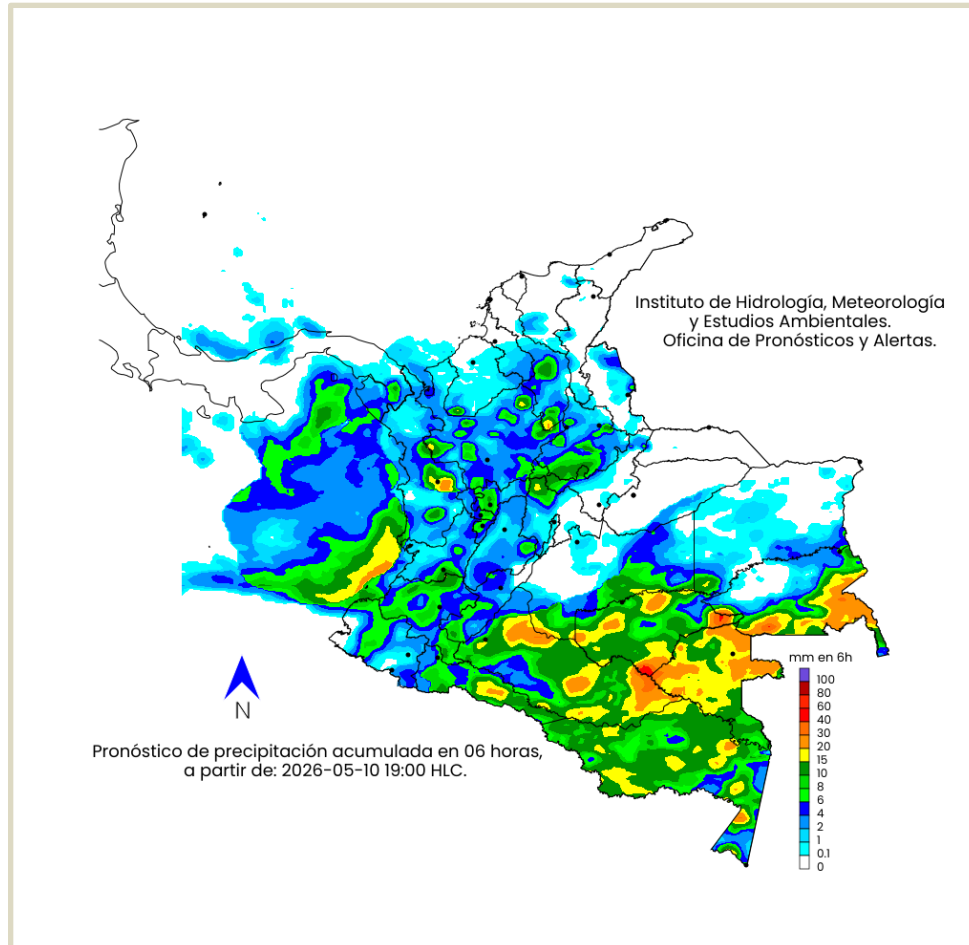 Instituto de Hidrología, Meteorología
y Estudios Ambientales.
Oficina de Pronósticos y Alertas.
mm en 6h
100
80
60
40
30
20
15
10
8
6
4
2
1
0.1
0
N
Pronóstico de precipitación acumulada en 06 horas,
a partir de: 2026-05-10 19:00 HLC.